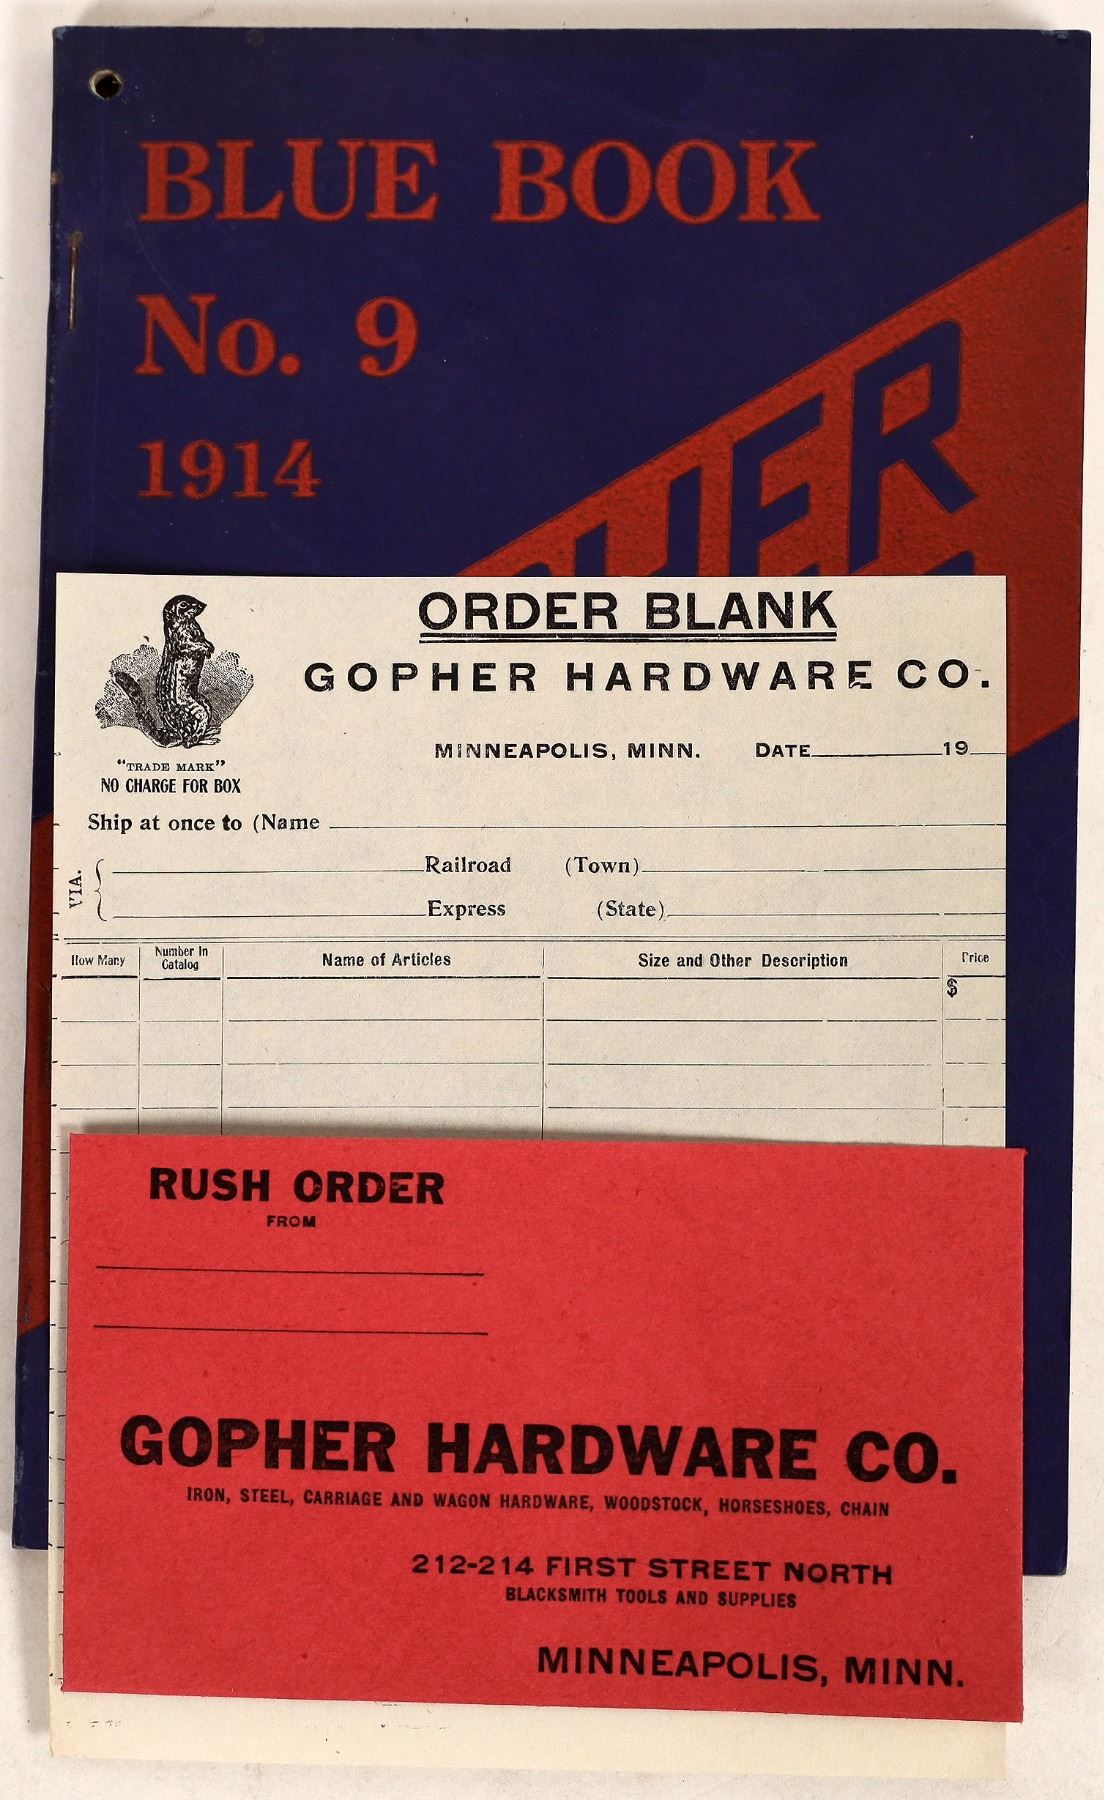 BLUE BOOK
No. 9
1914
HER
ORDER BLANK
GOPHER HARDWARE CO.
MINNEAPOLIS, MINN. DATE 19
"TRADE MARK"
NO CHARGE FOR BOX
Ship at once to (Name
VIA.
Railroad (Town)
Express (State)
How Many Number In Catalog Name of Articles Size and Other Description Price
$
RUSH ORDER
FROM
GOPHER HARDWARE CO.
IRON, STEEL, CARRIAGE AND WAGON HARDWARE, WOODSTOCK, HORSESHOES, CHAIN
212-214 FIRST STREET NORTH
BLACKSMITH TOOLS AND SUPPLIES
MINNEAPOLIS, MINN.